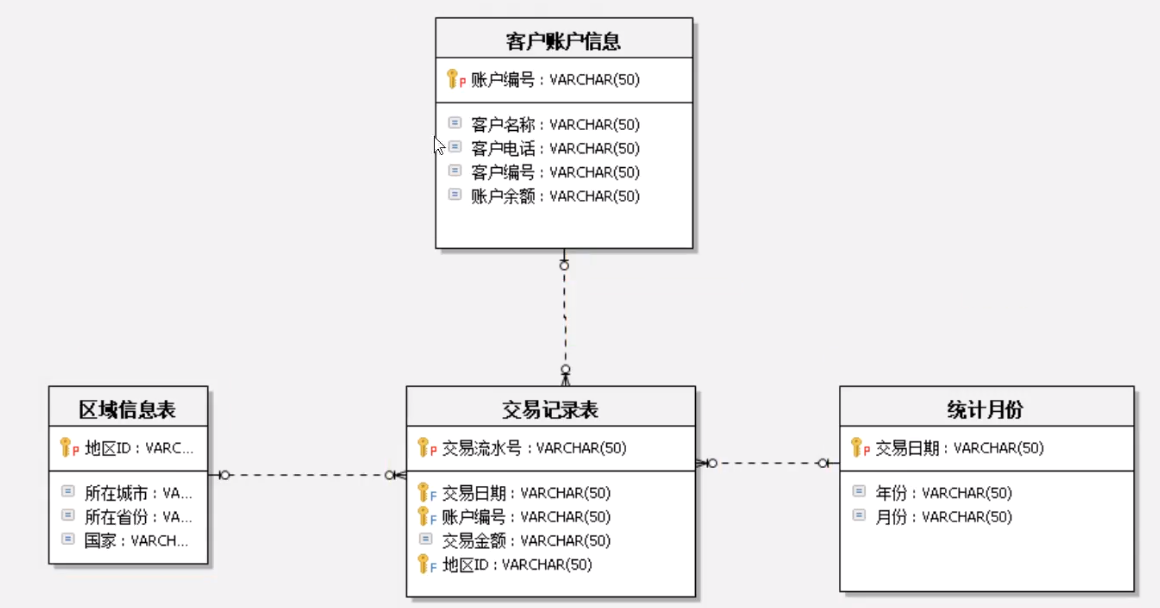 客户账户信息
P 账户编号 : VARCHAR(50)
客户名称 : VARCHAR(50)
客户电话 : VARCHAR(50)
客户编号 : VARCHAR(50)
账户余额 : VARCHAR(50)
区域信息表
P 地区ID : VARC...
所在城市 : VA...
所在省份 : VA...
国家 : VARCH...
交易记录表
P 交易流水号 : VARCHAR(50)
F 交易日期 : VARCHAR(50)
F 账户编号 : VARCHAR(50)
交易金额 : VARCHAR(50)
F 地区ID : VARCHAR(50)
统计月份
P 交易日期 : VARCHAR(50)
年份 : VARCHAR(50)
月份 : VARCHAR(50)